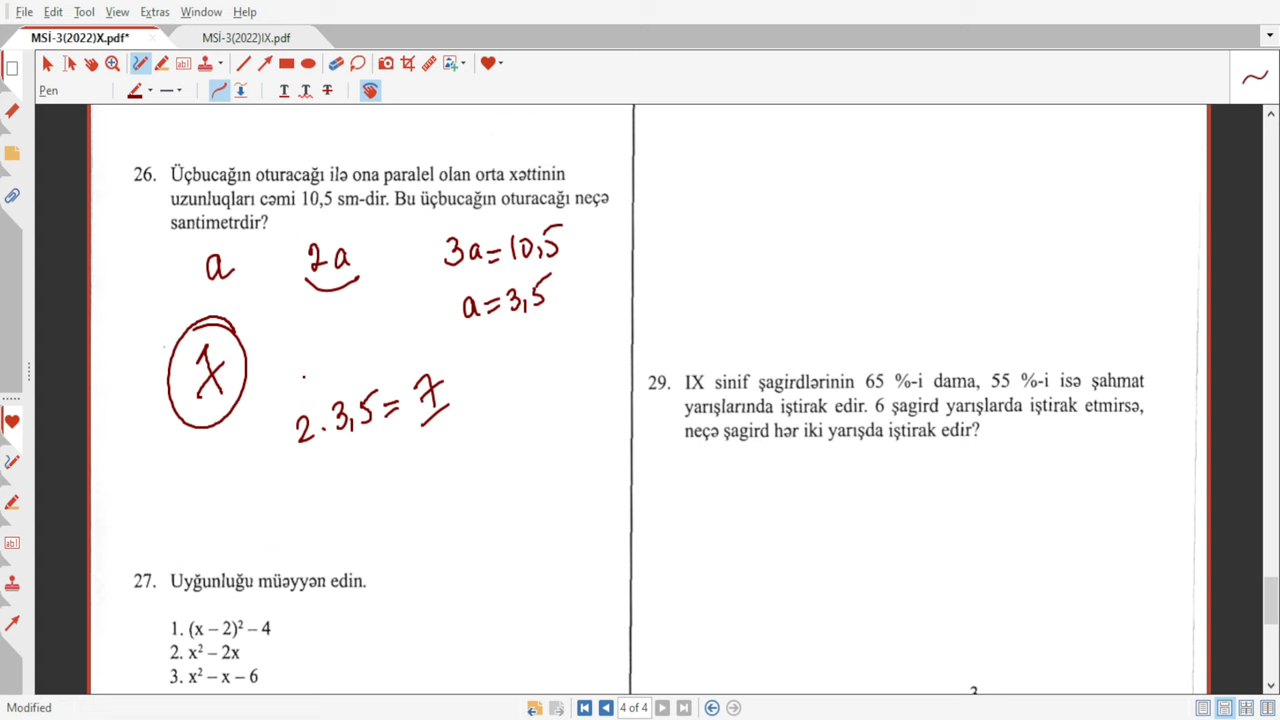 File Edit Tool View Extras Window Help
MSİ-3(2022)X.pdf* MSİ-3(2022)IX.pdf
Pen
26. Üçbucağın oturacağı ilə ona paralel olan orta xəttinin
uzunluqları cəmi 10,5 sm-dir. Bu üçbucağın oturacağı neçə
santimetrdir?
a 2a 3a=10,5
a=3,5
7
2.3,5=7
27. Uyğunluğu müəyyən edin.
1. (x – 2)² – 4
2. x² – 2x
3. x² – x – 6
29. IX sinif şagirdlərinin 65 %-i dama, 55 %-i isə şahmat
yarışlarında iştirak edir. 6 şagird yarışlarda iştirak etmirsə,
neçə şagird hər iki yarışda iştirak edir?
Modified 4 of 4